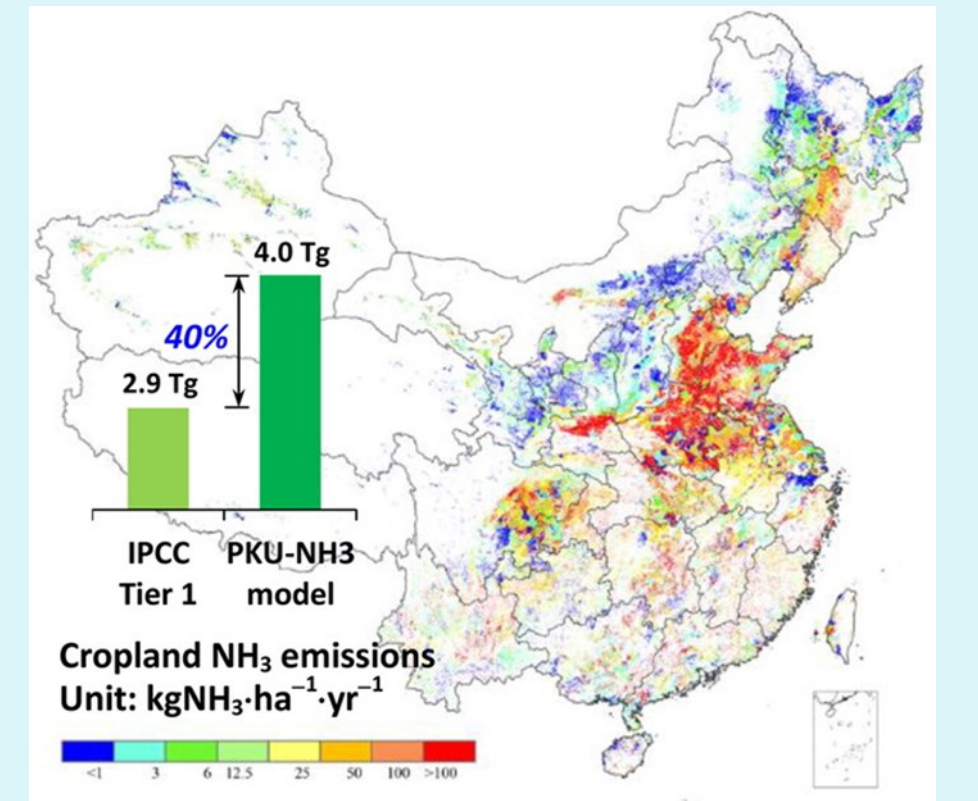 4.0 Tg
40%
2.9 Tg
IPCC PKU-NH3
Tier 1 model
Cropland NH₃ emissions
Unit: kgNH₃·ha⁻¹·yr⁻¹
<1 3 6 12.5 25 50 100 >100